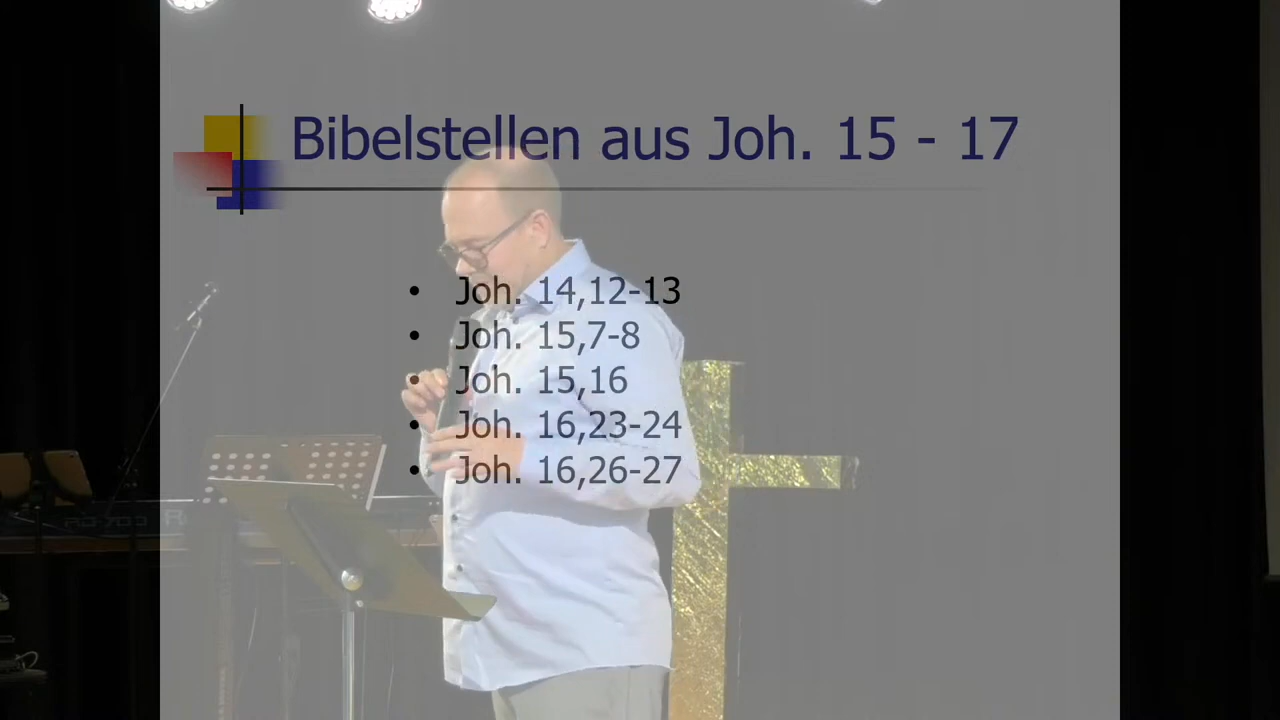 Bibelstellen aus Joh. 15 - 17
• Joh. 14,12-13
• Joh. 15,7-8
• Joh. 15,16
• Joh. 16,23-24
• Joh. 16,26-27